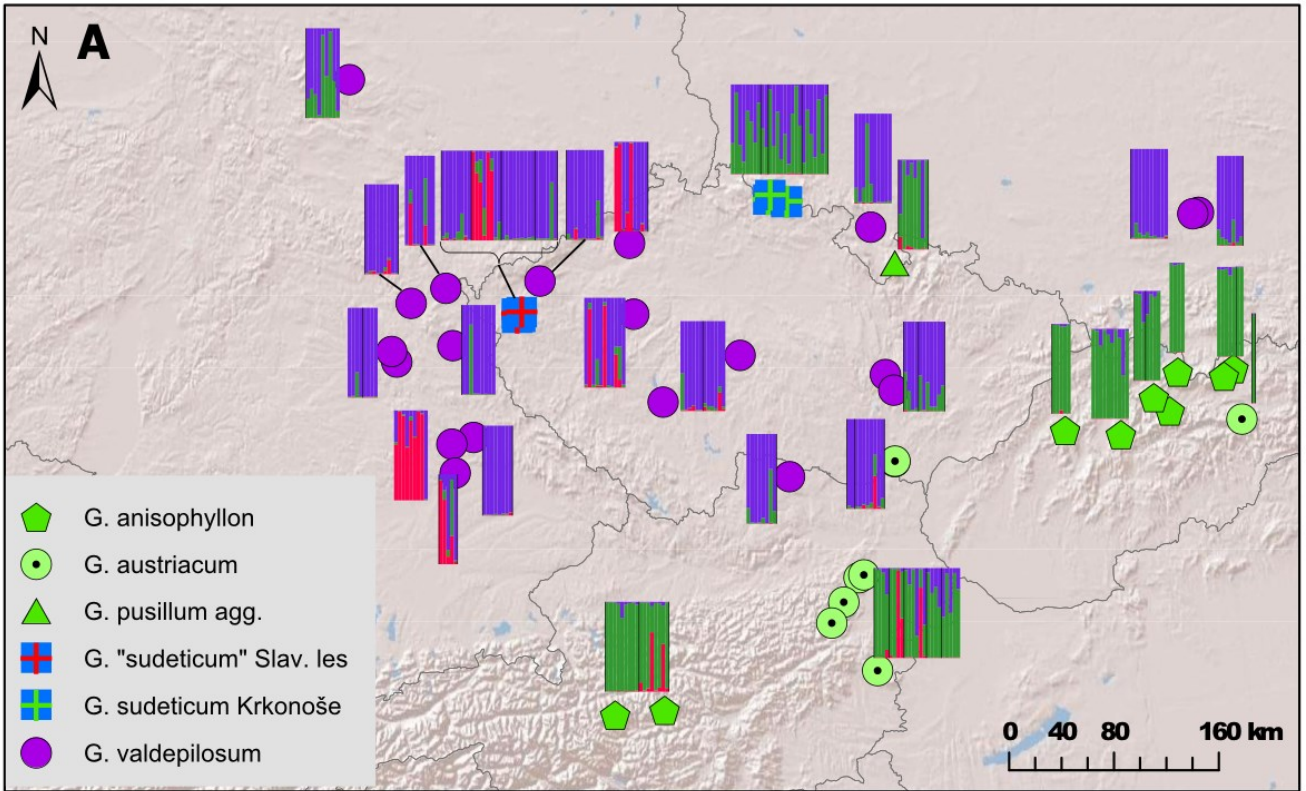 N
A
G. anisophyllon
G. austriacum
G. pusillum agg.
G. "sudeticum" Slav. les
G. sudeticum Krkonoše
G. valdepilosum
0 40 80 160 km